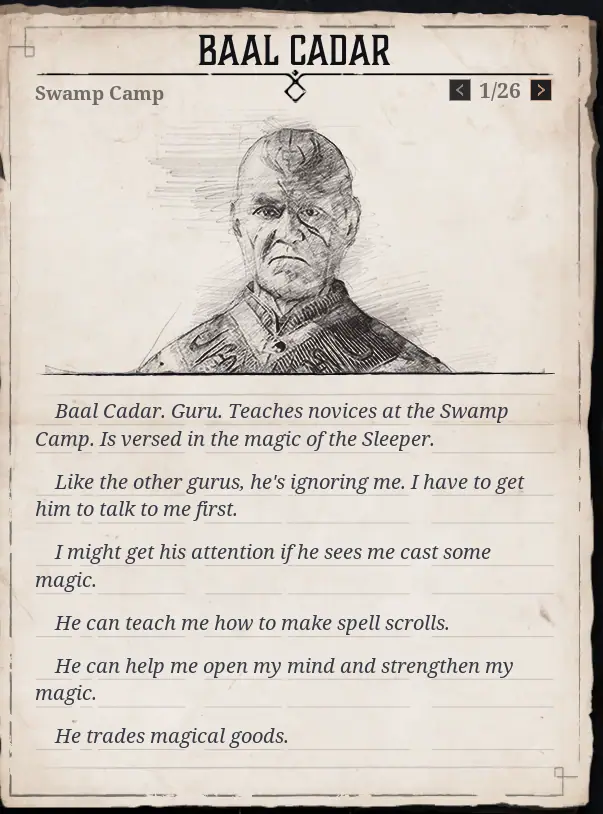 BAAL CADAR
Swamp Camp
< 1/26 >
Baal Cadar. Guru. Teaches novices at the Swamp
Camp. Is versed in the magic of the Sleeper.
Like the other gurus, he's ignoring me. I have to get
him to talk to me first.
I might get his attention if he sees me cast some
magic.
He can teach me how to make spell scrolls.
He can help me open my mind and strengthen my
magic.
He trades magical goods.